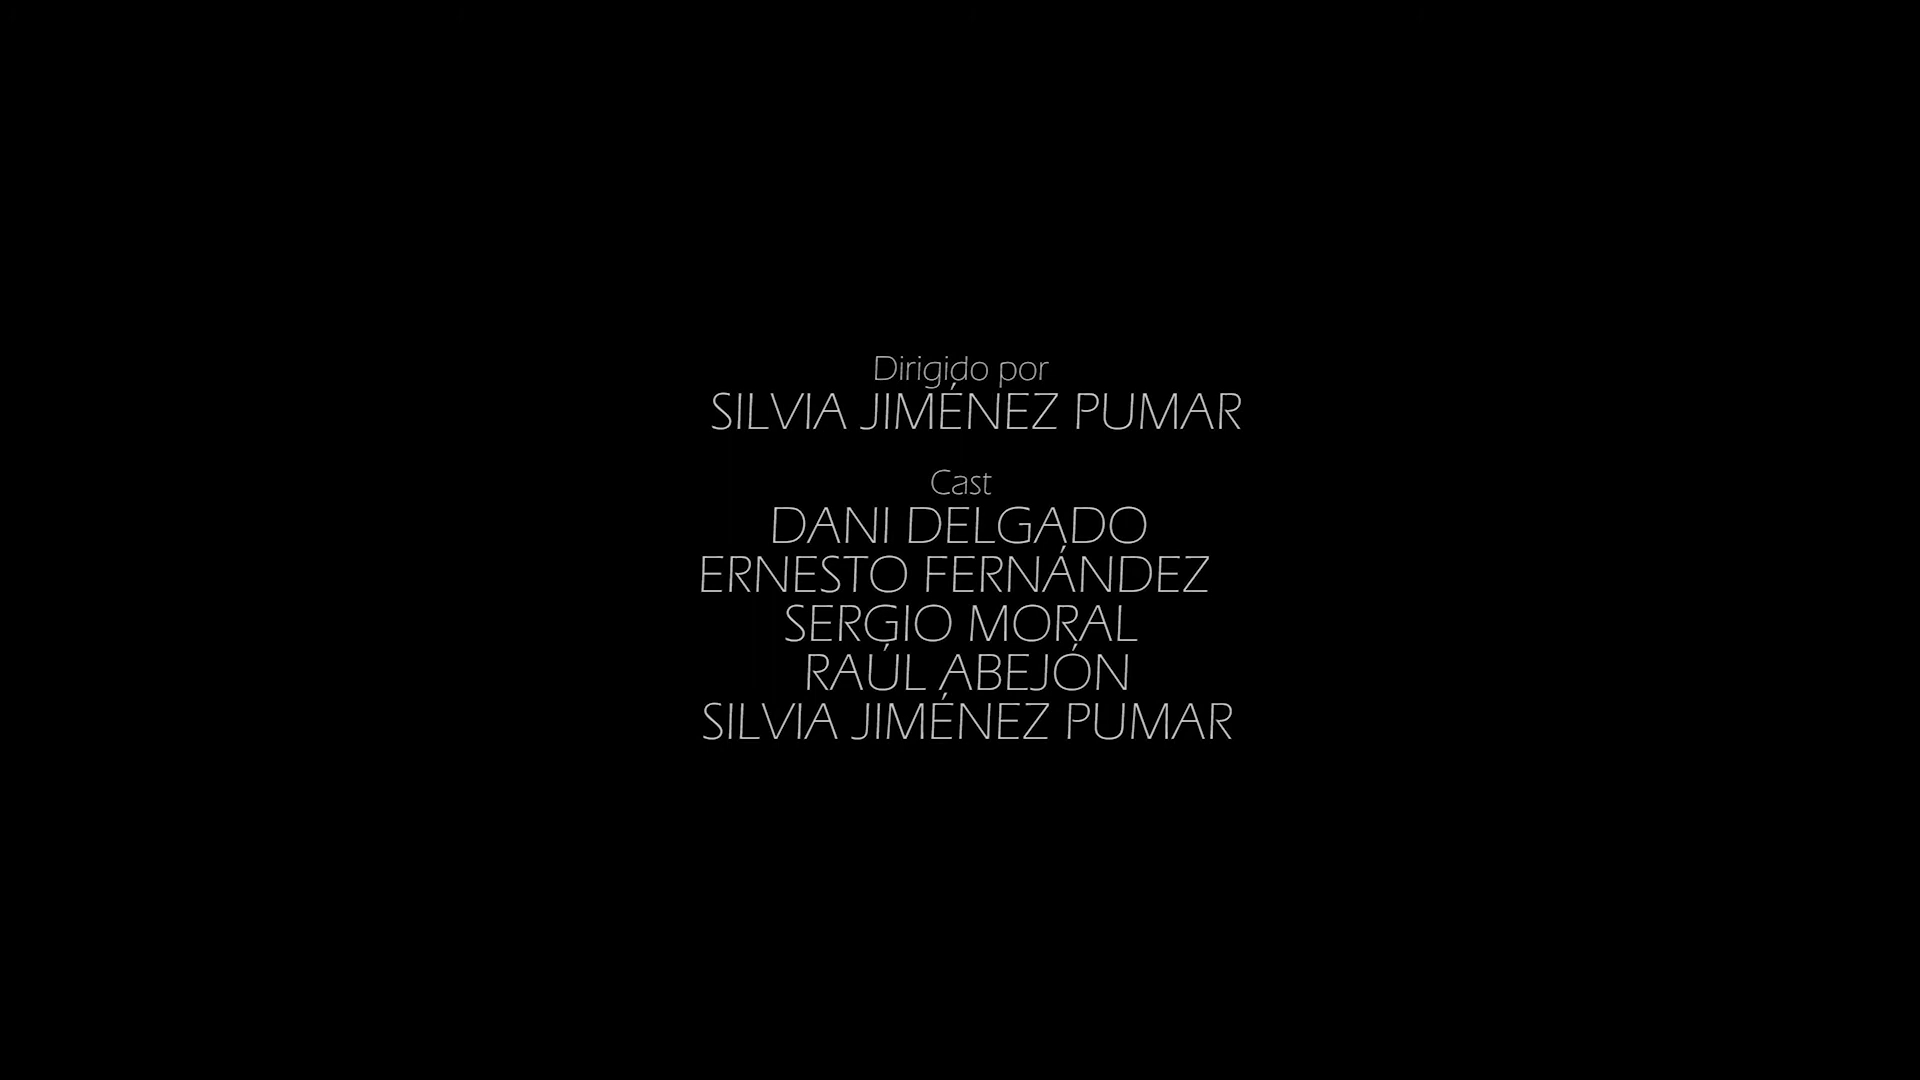 Dirigido por
SILVIA JIMÉNEZ PUMAR
Cast
DANI DELGADO
ERNESTO FERNÁNDEZ
SERGIO MORAL
RAÚL ABEJÓN
SILVIA JIMÉNEZ PUMAR